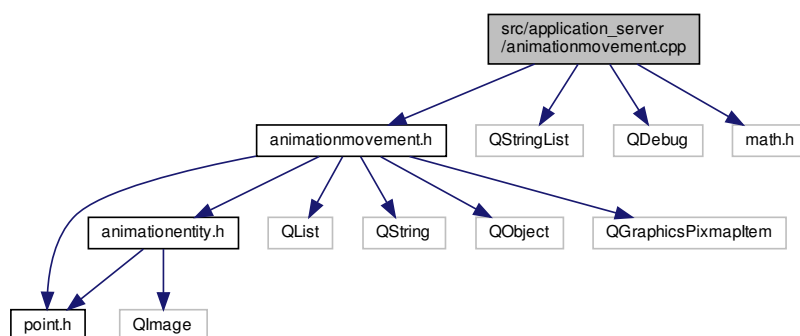 src/application_server
/animationmovement.cpp
animationmovement.h
QStringList
QDebug
math.h
animationentity.h
QList
QString
QObject
QGraphicsPixmapItem
point.h
QImage